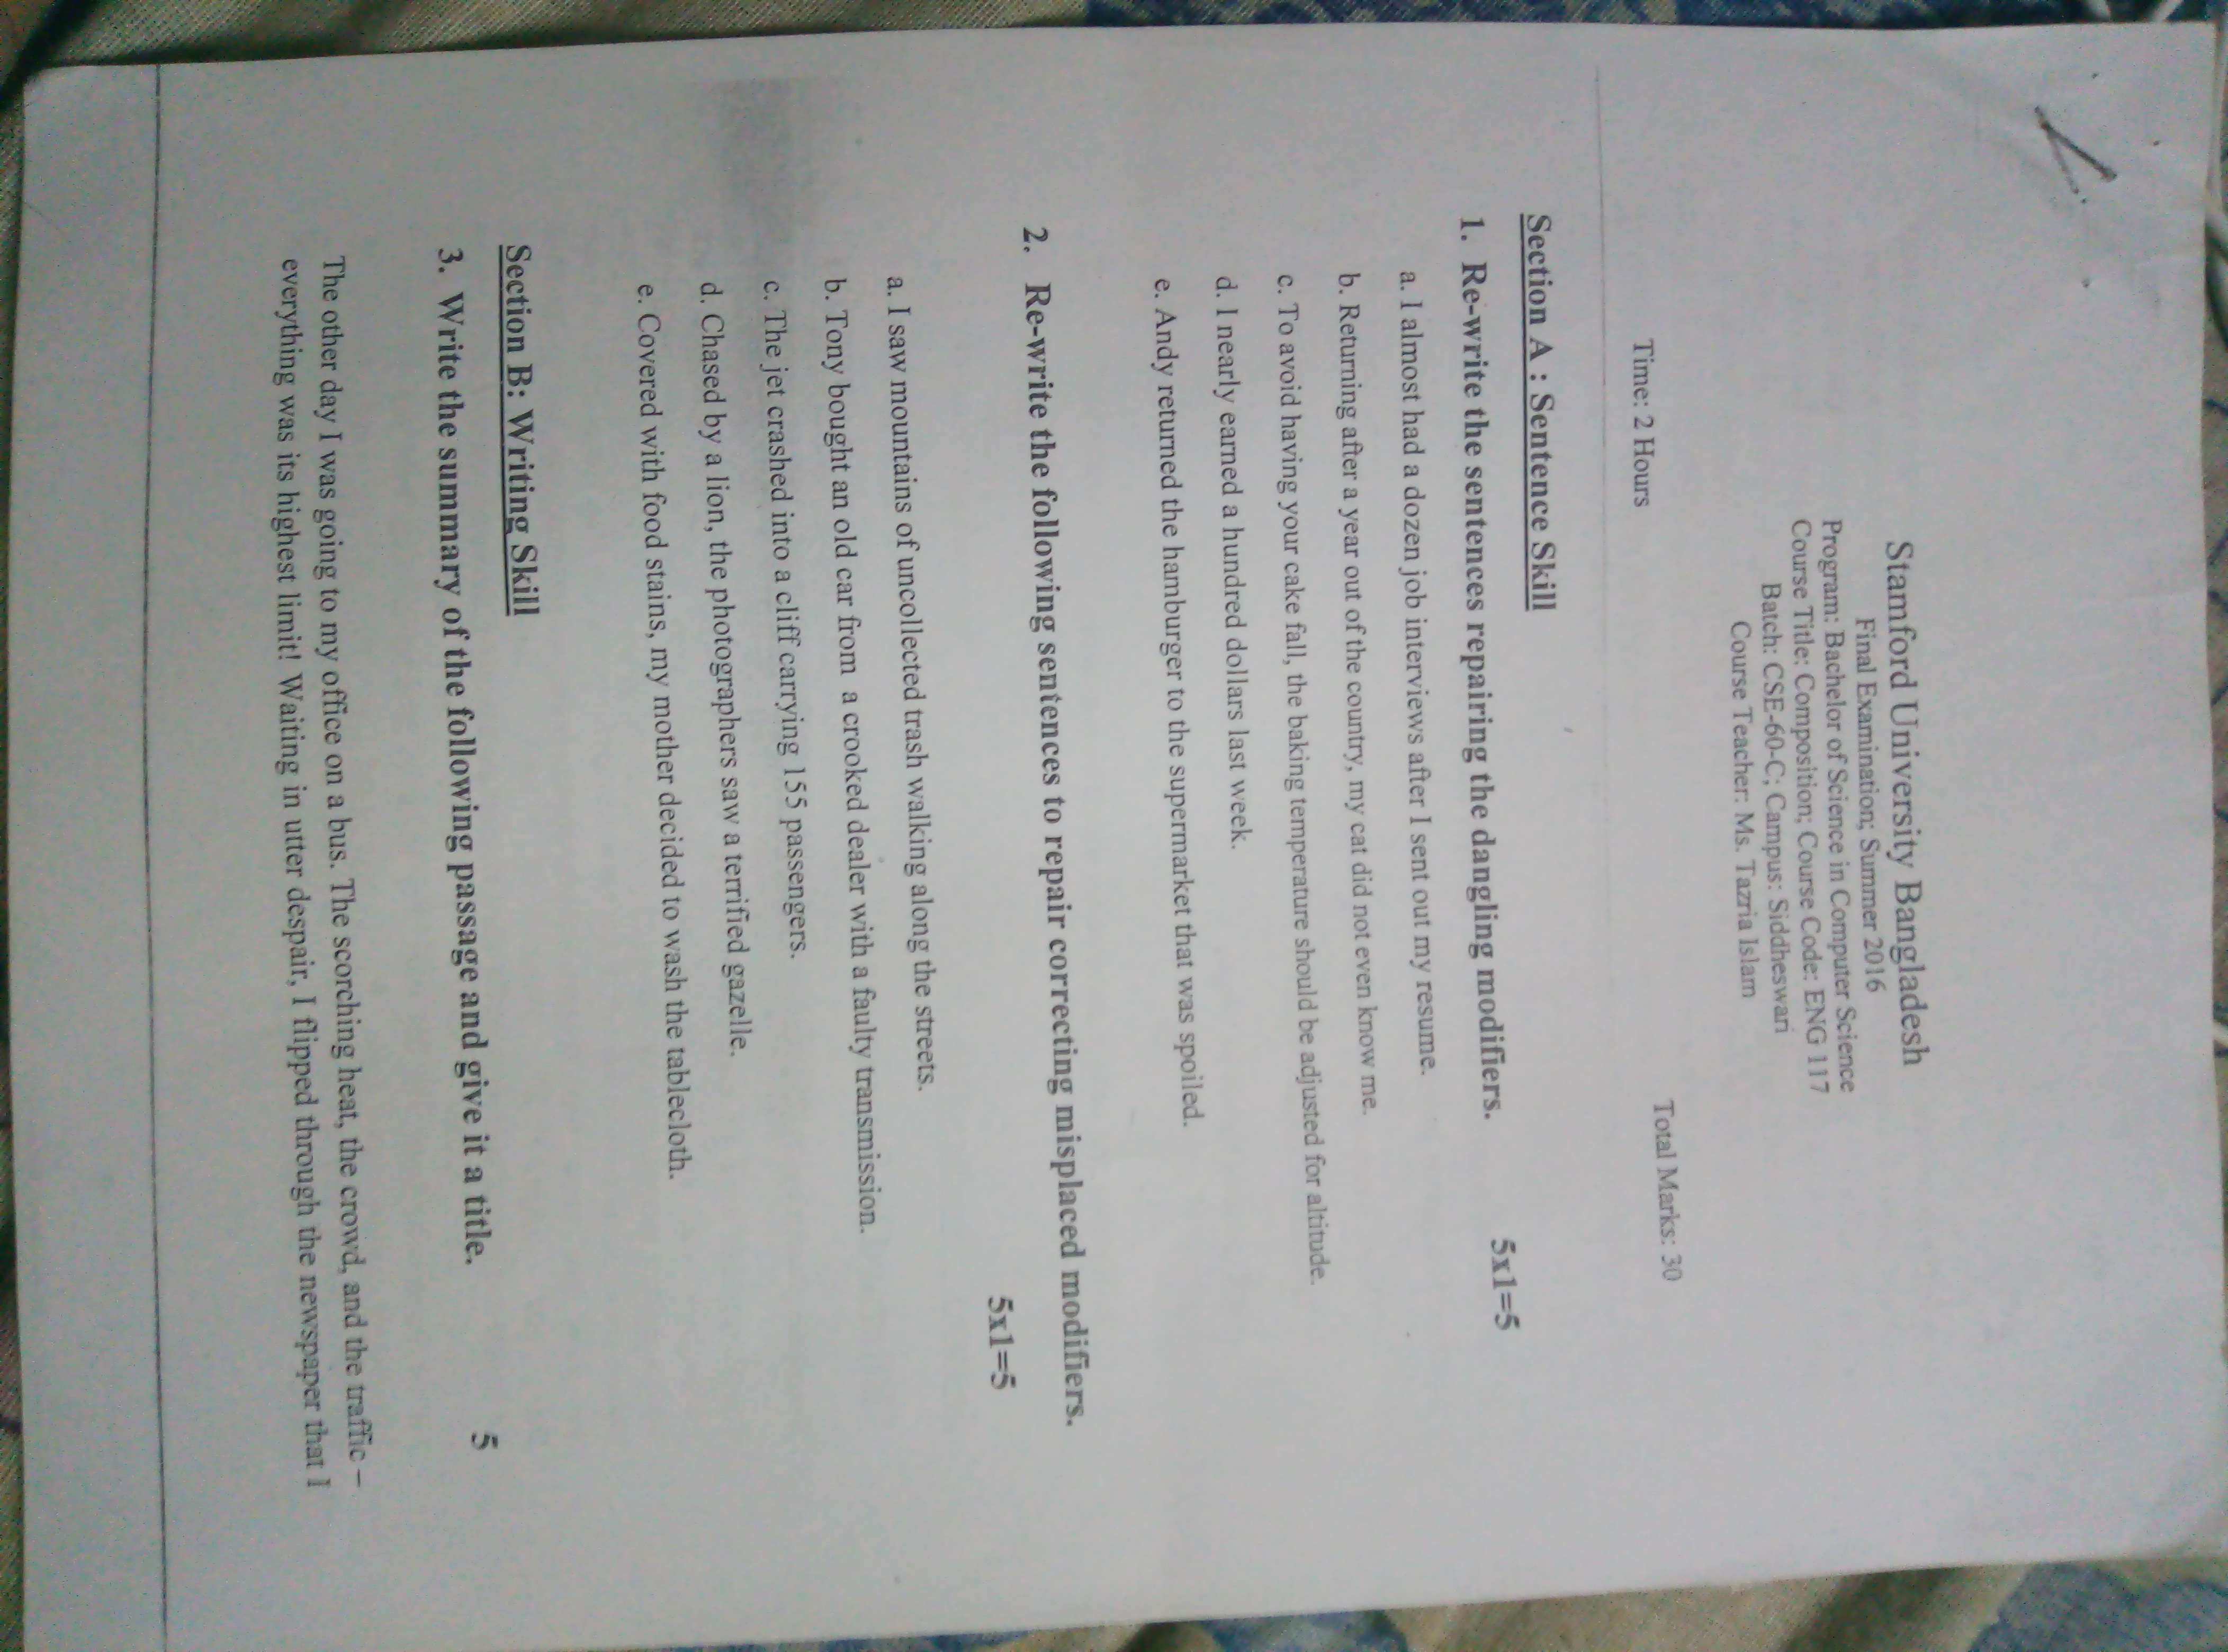 Stamford University Bangladesh
Final Examination; Summer 2016
Program: Bachelor of Science in Computer Science
Course Title: Composition; Course Code: ENG 117
Batch: CSE-60-C; Campus: Siddheswari
Course Teacher: Ms. Tazria Islam
Time: 2 Hours Total Marks: 30
Section A : Sentence Skill
1. Re-write the sentences repairing the dangling modifiers. 5x1=5
a. I almost had a dozen job interviews after I sent out my resume.
b. Returning after a year out of the country, my cat did not even know me.
c. To avoid having your cake fall, the baking temperature should be adjusted for altitude.
d. I nearly earned a hundred dollars last week.
e. Andy returned the hamburger to the supermarket that was spoiled.
2. Re-write the following sentences to repair correcting misplaced modifiers.
5x1=5
a. I saw mountains of uncollected trash walking along the streets.
b. Tony bought an old car from a crooked dealer with a faulty transmission.
c. The jet crashed into a cliff carrying 155 passengers.
d. Chased by a lion, the photographers saw a terrified gazelle.
e. Covered with food stains, my mother decided to wash the tablecloth.
Section B: Writing Skill
3. Write the summary of the following passage and give it a title. 5
The other day I was going to my office on a bus. The scorching heat, the crowd, and the traffic –
everything was its highest limit! Waiting in utter despair, I flipped through the newspaper that I